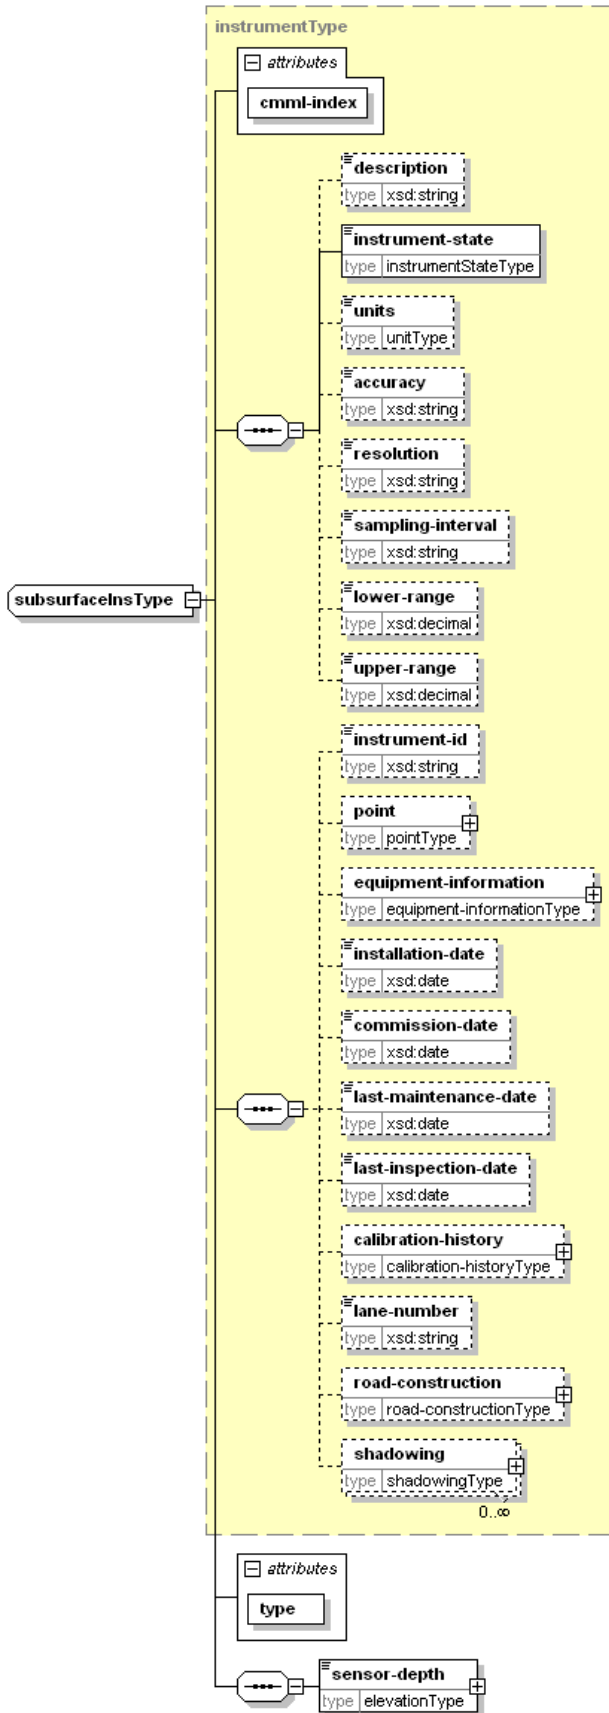 instrumentType
attributes
cmml-index
description
type xsd:string
instrument-state
type instrumentStateType
units
type unitType
accuracy
type xsd:string
resolution
type xsd:string
sampling-interval
type xsd:string
subsurfaceInsType
lower-range
type xsd:decimal
upper-range
type xsd:decimal
instrument-id
type xsd:string
point
type pointType
equipment-information
type equipment-informationType
installation-date
type xsd:date
commission-date
type xsd:date
last-maintenance-date
type xsd:date
last-inspection-date
type xsd:date
calibration-history
type calibration-historyType
lane-number
type xsd:string
road-construction
type road-constructionType
shadowing
type shadowingType
0..∞
attributes
type
sensor-depth
type elevationType